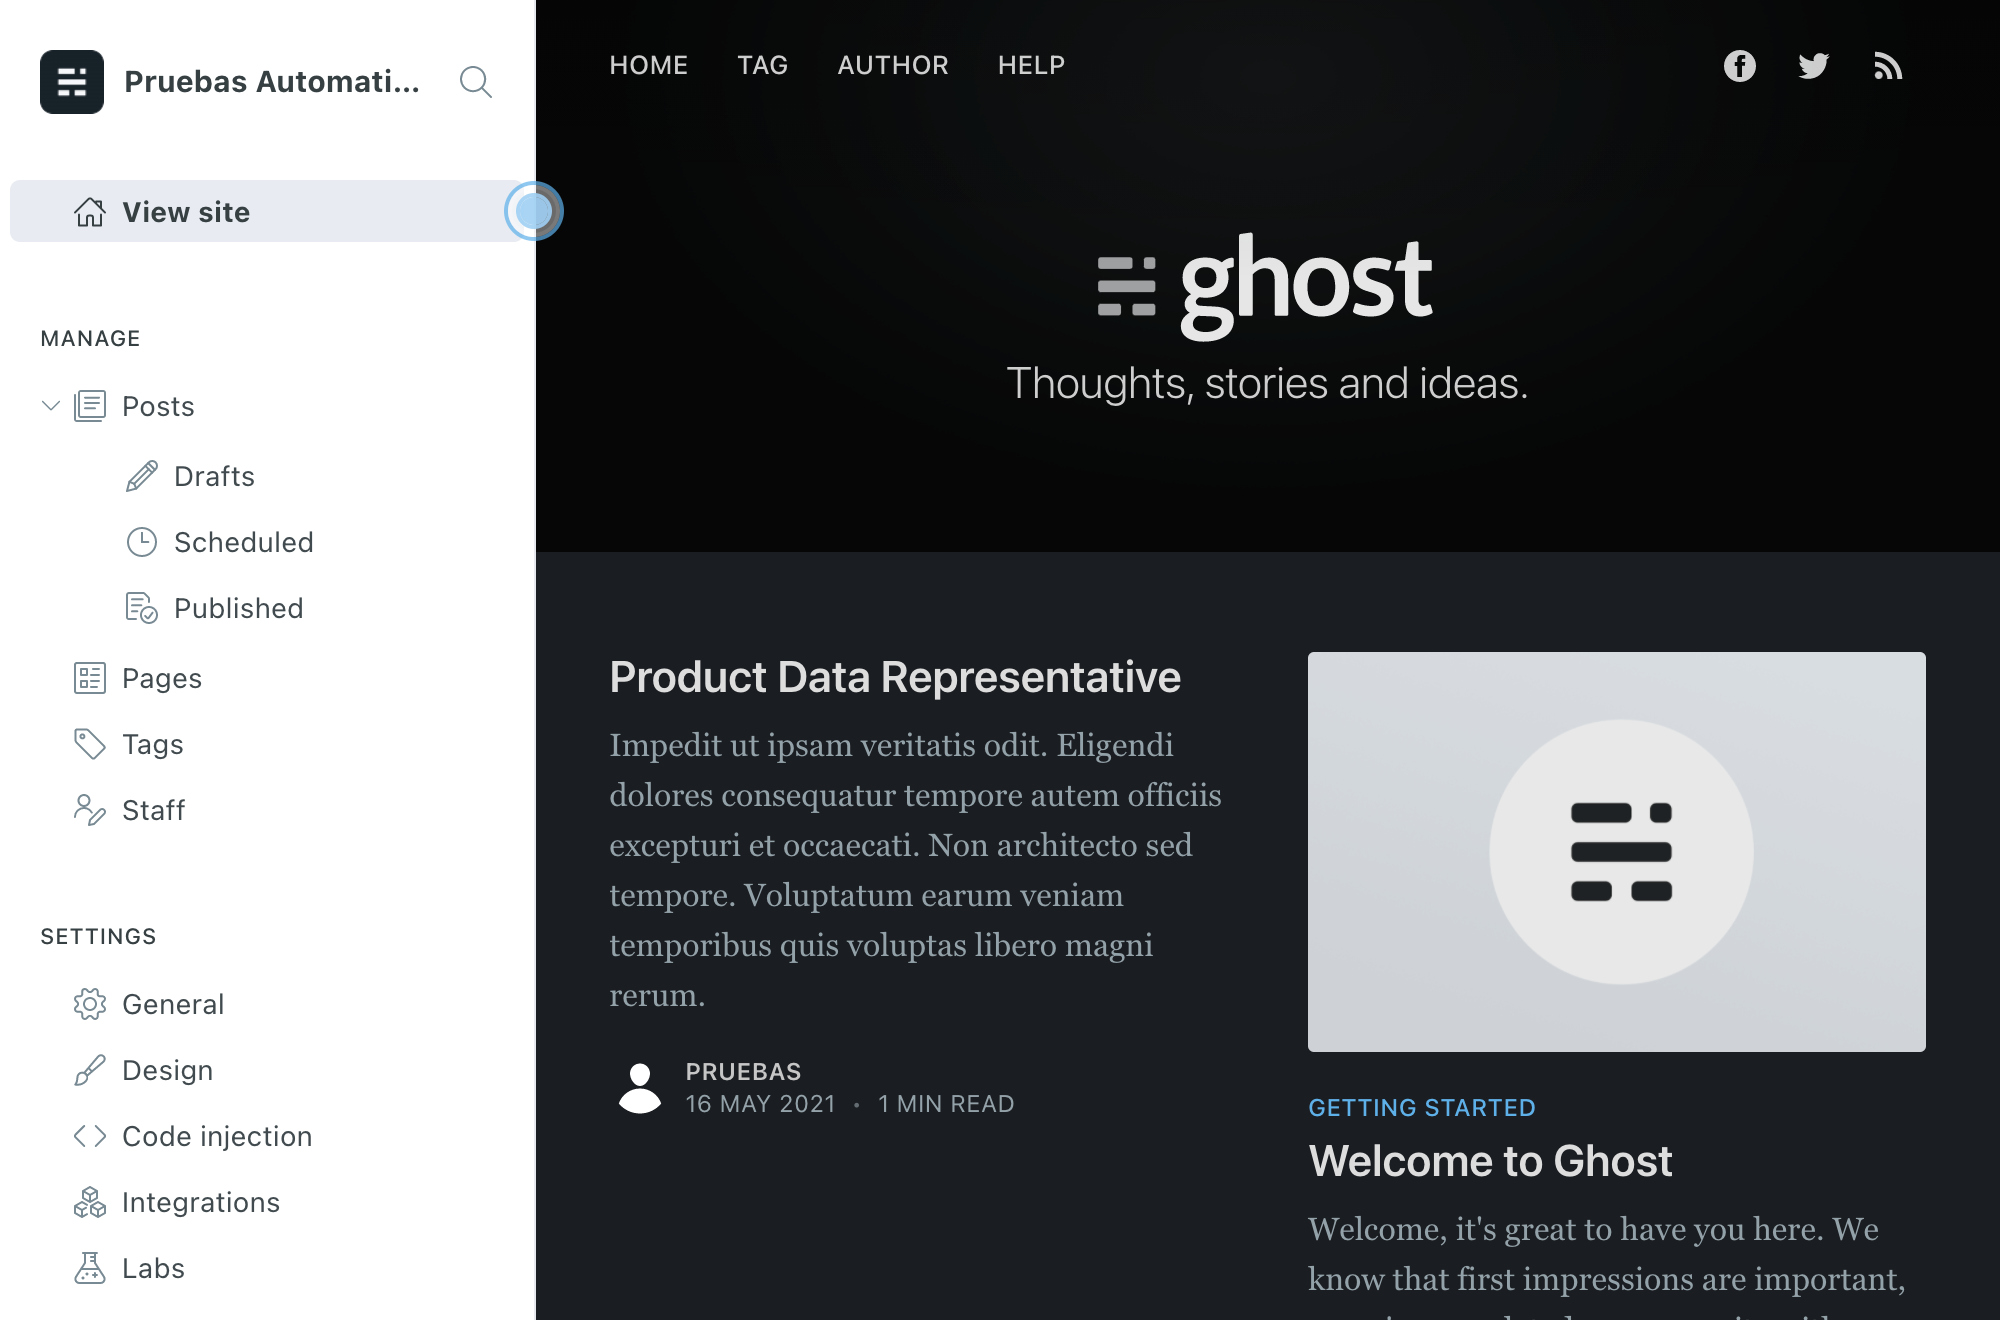 Pruebas Automati...
View site
MANAGE
Posts
Drafts
Scheduled
Published
Pages
Tags
Staff
SETTINGS
General
Design
Code injection
Integrations
Labs
HOME TAG AUTHOR HELP
ghost
Thoughts, stories and ideas.
Product Data Representative
Impedit ut ipsam veritatis odit. Eligendi
dolores consequatur tempore autem officiis
excepturi et occaecati. Non architecto sed
tempore. Voluptatum earum veniam
temporibus quis voluptas libero magni
rerum.
PRUEBAS
16 MAY 2021 • 1 MIN READ
GETTING STARTED
Welcome to Ghost
Welcome, it's great to have you here. We
know that first impressions are important,